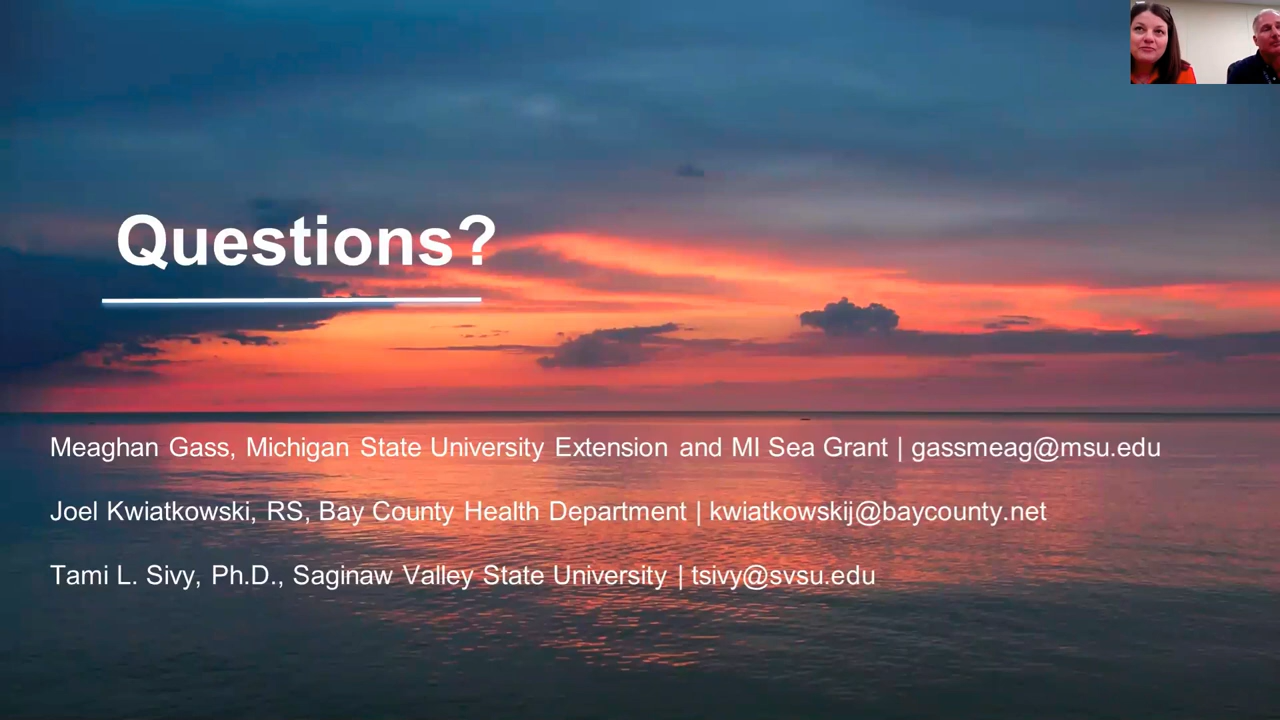 Questions?
Meaghan Gass, Michigan State University Extension and MI Sea Grant | gassmeag@msu.edu
Joel Kwiatkowski, RS, Bay County Health Department | kwiatkowskij@baycounty.net
Tami L. Sivy, Ph.D., Saginaw Valley State University | tsivy@svsu.edu